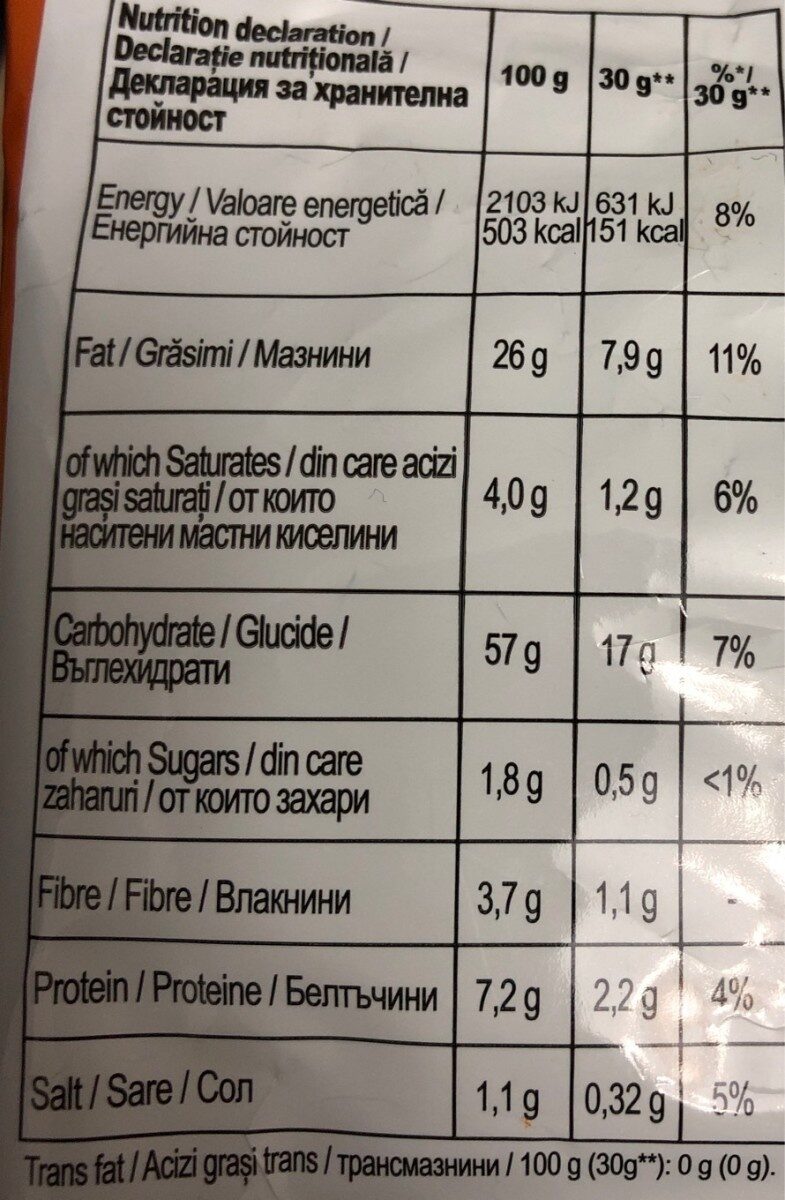 Nutrition declaration /
Declarație nutrițională /
Декларация за хранителна
стойност
100 g
30 g**
%*/
30 g**
Energy / Valoare energetică /
Енергийна стойност
2103 kJ
503 kcal
631 kJ
151 kcal
8%
Fat / Grăsimi / Мазнини
26 g
7,9 g
11%
of which Saturates / din care acizi
grași saturați / от които
наситени мастни киселини
4,0 g
1,2 g
6%
Carbohydrate / Glucide /
Въглехидрати
57 g
17 g
7%
of which Sugars / din care
zaharuri / от които захари
1,8 g
0,5 g
<1%
Fibre / Fibre / Влакнини
3,7 g
1,1 g
-
Protein / Proteine / Белтъчини
7,2 g
2,2 g
4%
Salt / Sare / Сол
1,1 g
0,32 g
5%
Trans fat / Acizi grași trans / трансмазнини / 100 g (30g**): 0 g (0 g).